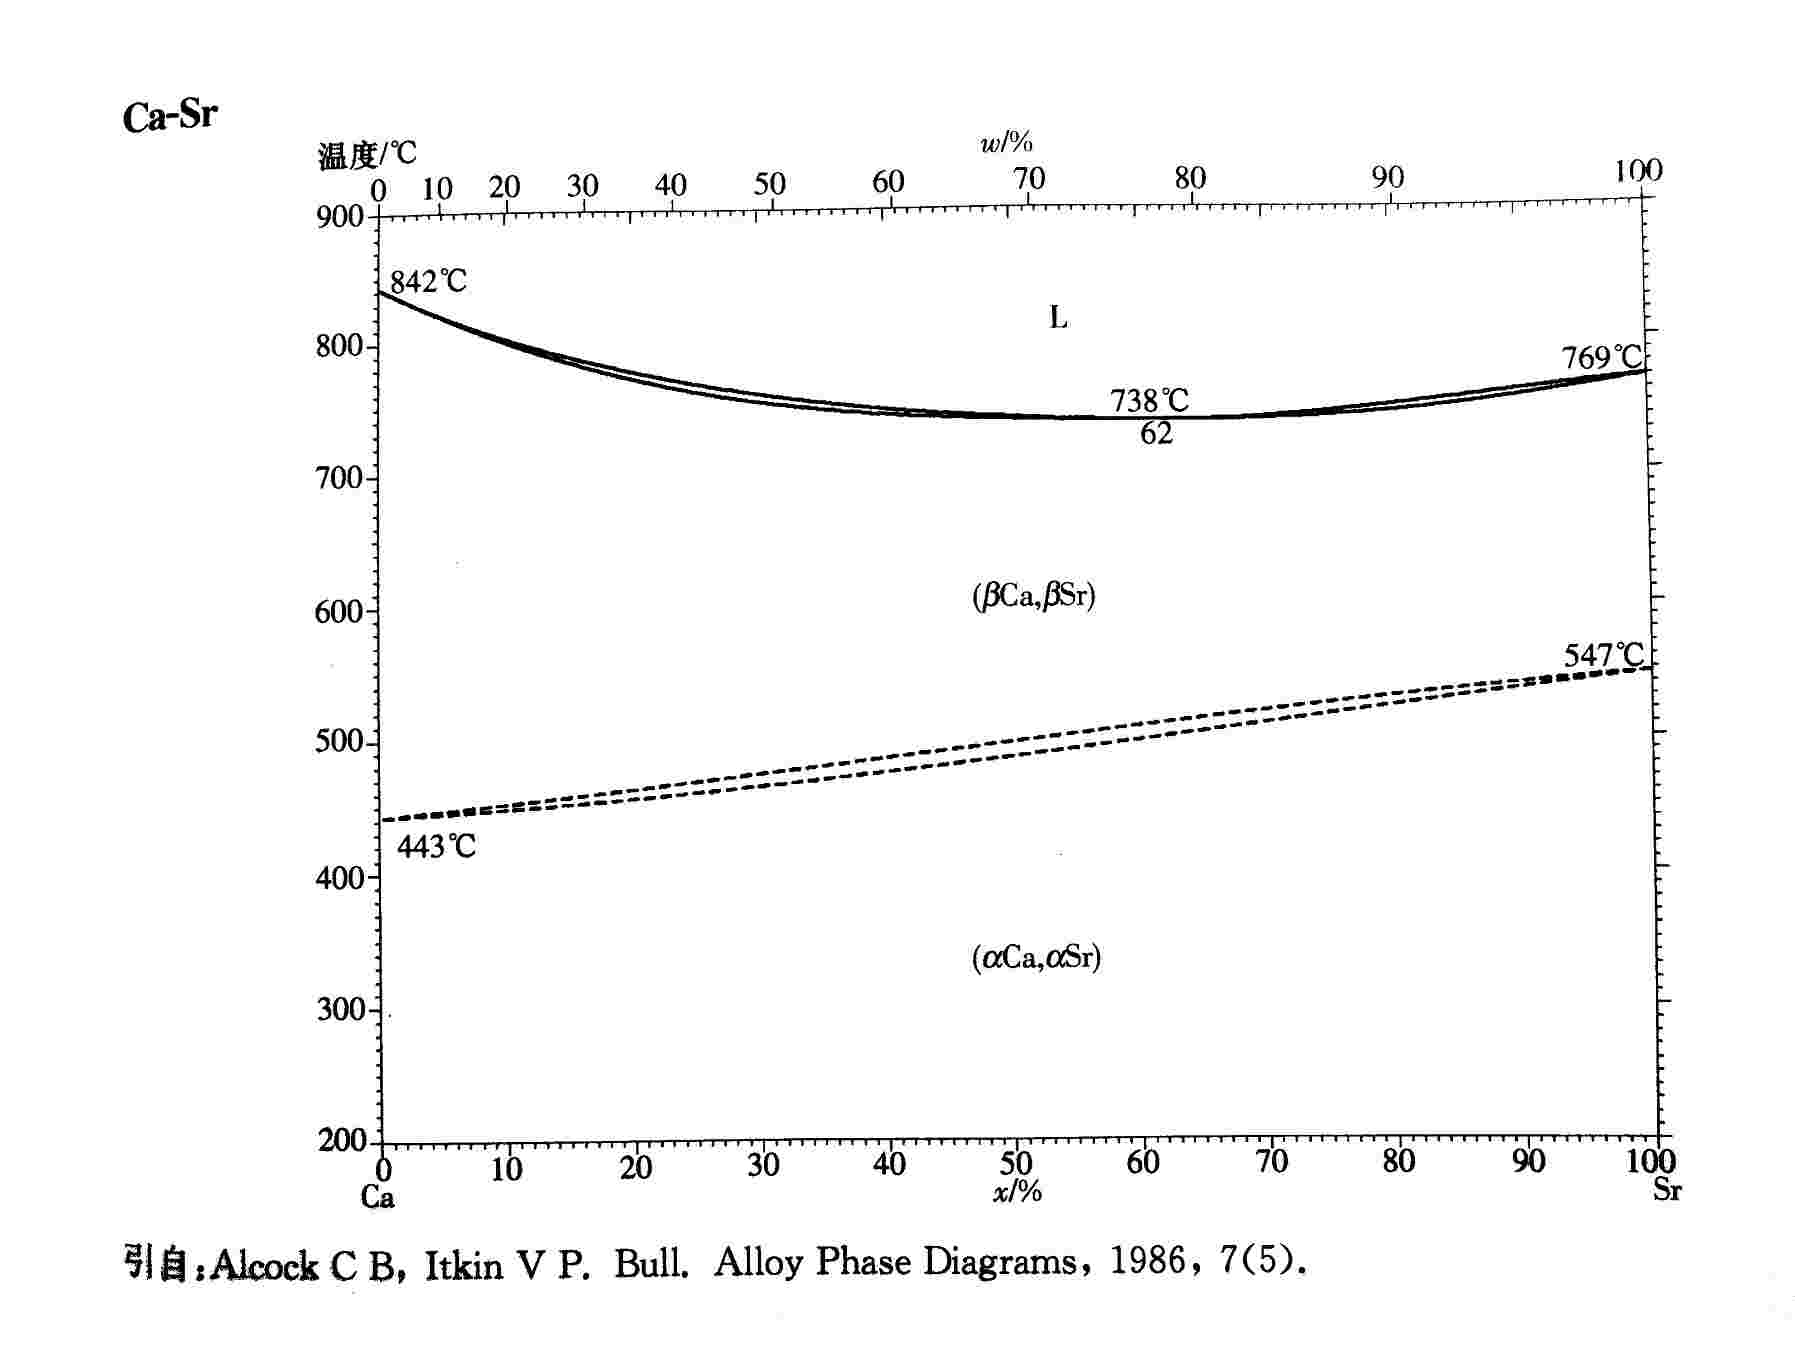 Ca-Sr
w/%
温度/℃
0 10 20 30 40 50 60 70 80 90 100
900
842℃
L
800
769℃
738℃
62
700
(βCa,βSr)
600
547℃
500
443℃
400
(αCa,αSr)
300
200
0 10 20 30 40 50 60 70 80 90 100
Ca x/% Sr
引自:Alcock C B, Itkin V P. Bull. Alloy Phase Diagrams, 1986, 7(5).